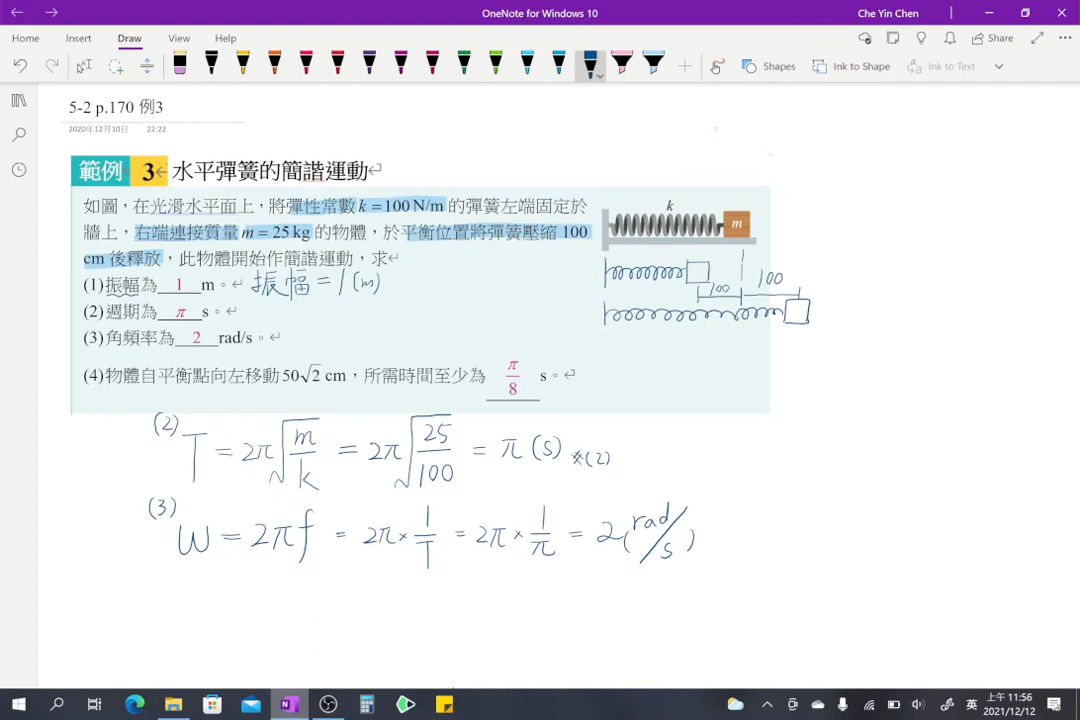 OneNote for Windows 10
Che Yin Chen
Home Insert Draw View Help
Share
Shapes Ink to Shape Ink to Text
5-2 p.170 例3
2020年12月10日 22:22
範例 3 水平彈簧的簡諧運動
如圖，在光滑水平面上，將彈性常數 k＝100 N/m 的彈簧左端固定於
牆上，右端連接質量 m＝25 kg 的物體，於平衡位置將彈簧壓縮 100
cm 後釋放，此物體開始作簡諧運動，求
(1)振幅為 1 m。 振幅 = 1 (m)
(2)週期為 π s。
(3)角頻率為 2 rad/s。
(4)物體自平衡點向左移動 50√2 cm，所需時間至少為 π/8 s。
k
m
100 100
(2) T = 2π√(m/k) = 2π√(25/100) = π (s) ※(2)
(3) W = 2πf = 2π × 1/T = 2π × 1/π = 2 (rad/s)
英
上午 11:56
2021/12/12